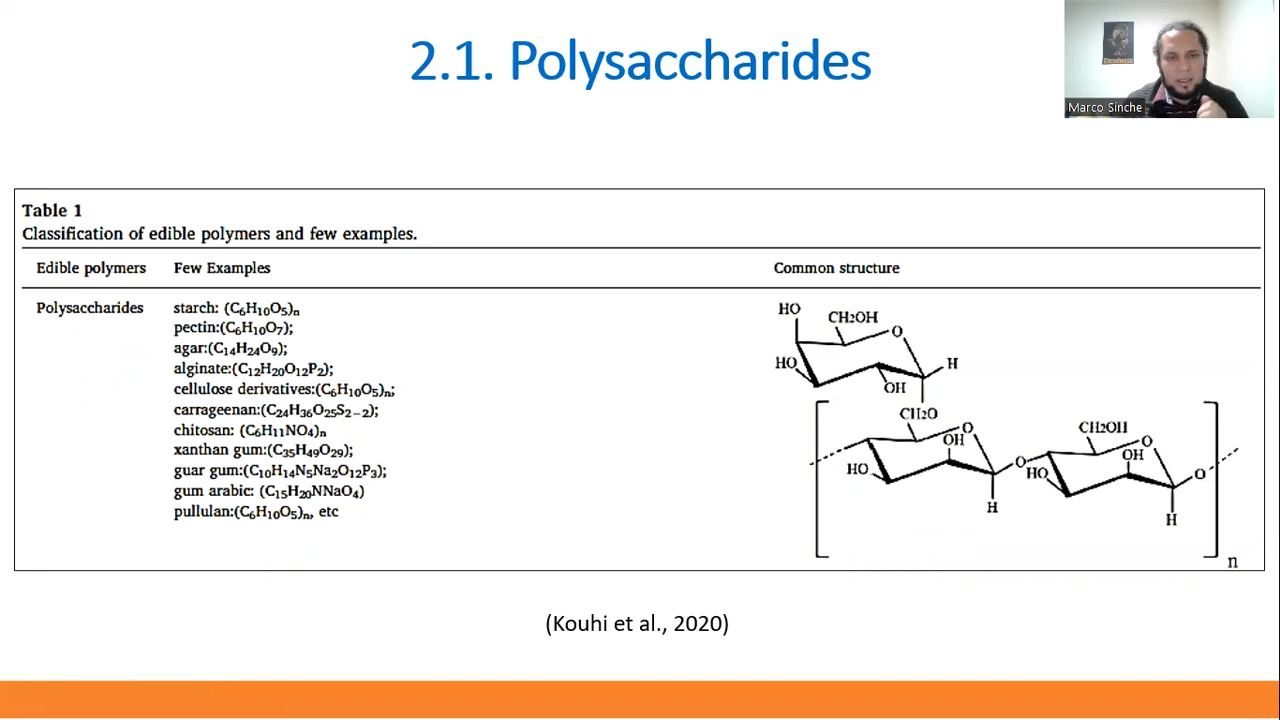 2.1. Polysaccharides
Marco Sinche
Table 1
Classification of edible polymers and few examples.
Edible polymers Few Examples Common structure
Polysaccharides starch: (C₆H₁₀O₅)ₙ
pectin:(C₆H₁₀O₇);
agar:(C₁₄H₂₄O₉);
alginate:(C₁₂H₂₀O₁₂P₂);
cellulose derivatives:(C₆H₁₀O₅)ₙ;
carrageenan:(C₂₄H₃₆O₂₅S₂₋₂);
chitosan: (C₆H₁₁NO₄)ₙ
xanthan gum:(C₃₅H₄₉O₂₉);
guar gum:(C₁₀H₁₄N₅Na₂O₁₂P₃);
gum arabic: (C₁₅H₂₀NNaO₄)
pullulan:(C₆H₁₀O₅)ₙ, etc
HO
CH₂OH
O
HO
H
OH
CH₂O
O
OH
HO
H
O
CH₂OH
O
OH
HO
O
H
n
(Kouhi et al., 2020)